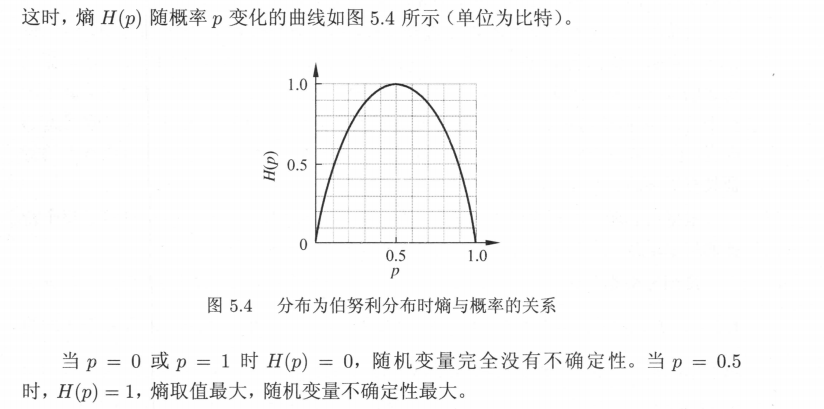 这时，熵 H(p) 随概率 p 变化的曲线如图 5.4 所示（单位为比特）。
1.0
H(p)
0.5
0
0.5
1.0
p
图 5.4 分布为伯努利分布时熵与概率的关系
当 p = 0 或 p = 1 时 H(p) = 0，随机变量完全没有不确定性。当 p = 0.5
时，H(p) = 1，熵取值最大，随机变量不确定性最大。